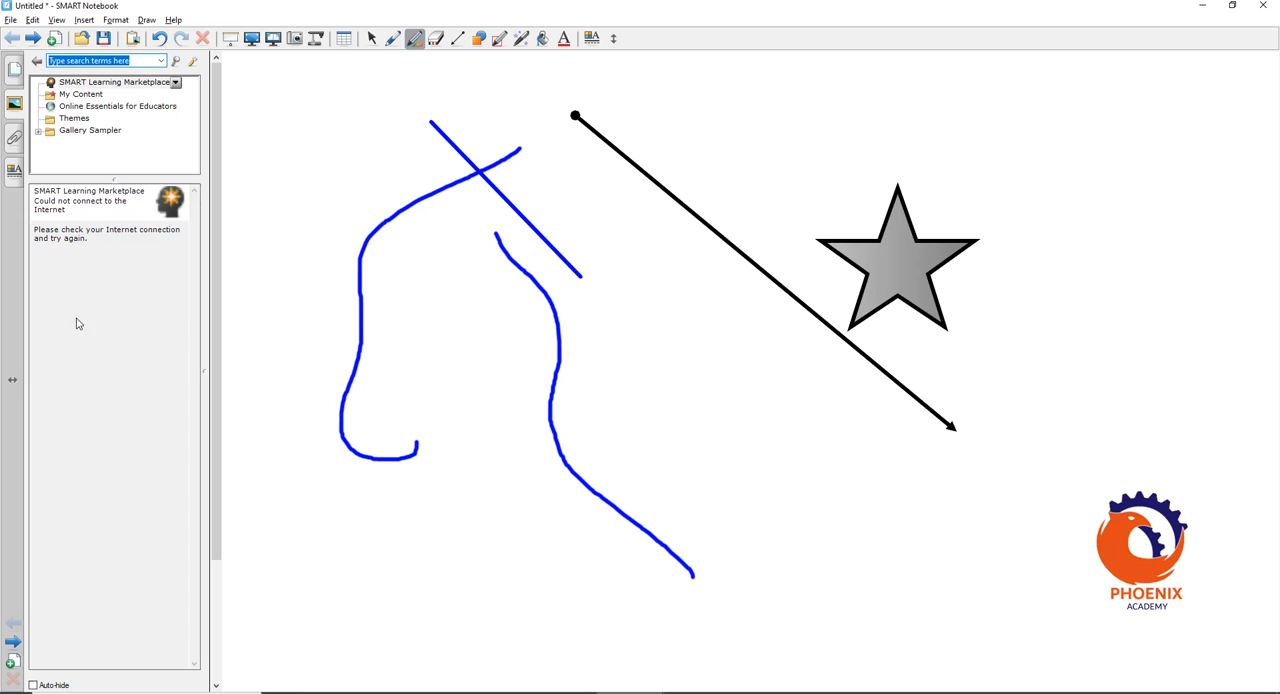 Untitled * - SMART Notebook
File Edit View Insert Format Draw Help
Type search terms here
SMART Learning Marketplace
My Content
Online Essentials for Educators
Themes
Gallery Sampler
SMART Learning Marketplace
Could not connect to the
Internet
Please check your Internet connection
and try again.
PHOENIX
ACADEMY
Auto-hide